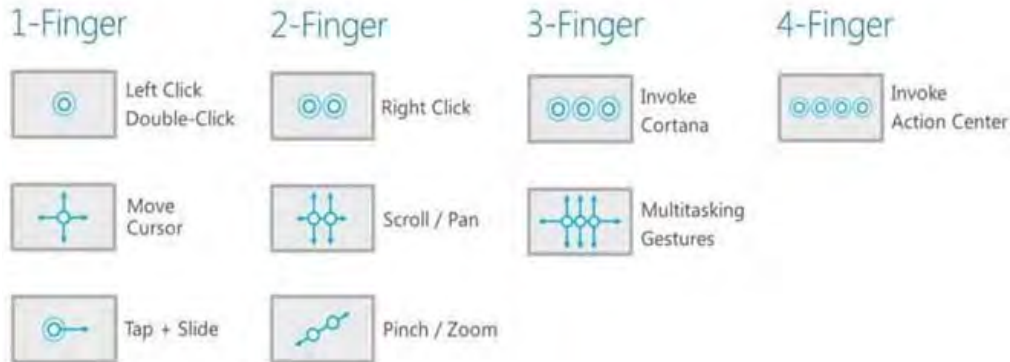 1-Finger
2-Finger
3-Finger
4-Finger
Left Click
Double-Click
Right Click
Invoke
Cortana
Invoke
Action Center
Move
Cursor
Scroll / Pan
Multitasking
Gestures
Tap + Slide
Pinch / Zoom